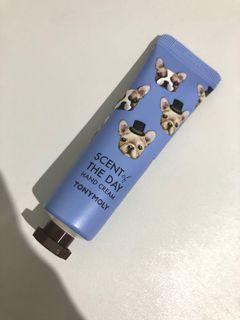 SCENT of
THE DAY
HAND CREAM
TONYMOLY